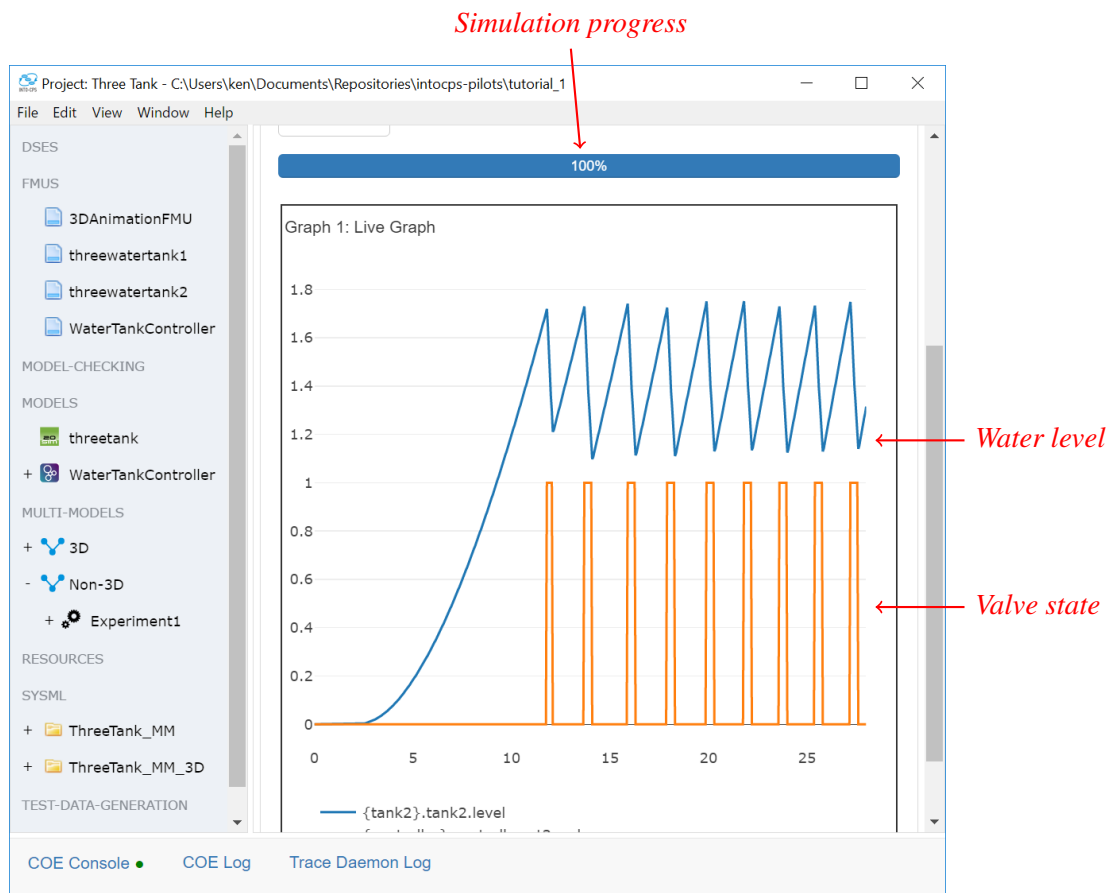 Simulation progress
Project: Three Tank - C:\Users\ken\Documents\Repositories\intocps-pilots\tutorial_1
File Edit View Window Help
DSES
FMUS
3DAnimationFMU
threewatertank1
threewatertank2
WaterTankController
MODEL-CHECKING
MODELS
threetank
+ WaterTankController
MULTI-MODELS
+ 3D
- Non-3D
+ Experiment1
RESOURCES
SYSML
+ ThreeTank_MM
+ ThreeTank_MM_3D
TEST-DATA-GENERATION
100%
Graph 1: Live Graph
1.8
1.6
1.4
1.2
1
0.8
0.6
0.4
0.2
0
0 5 10 15 20 25
{tank2}.tank2.level
Water level
Valve state
COE Console COE Log Trace Daemon Log